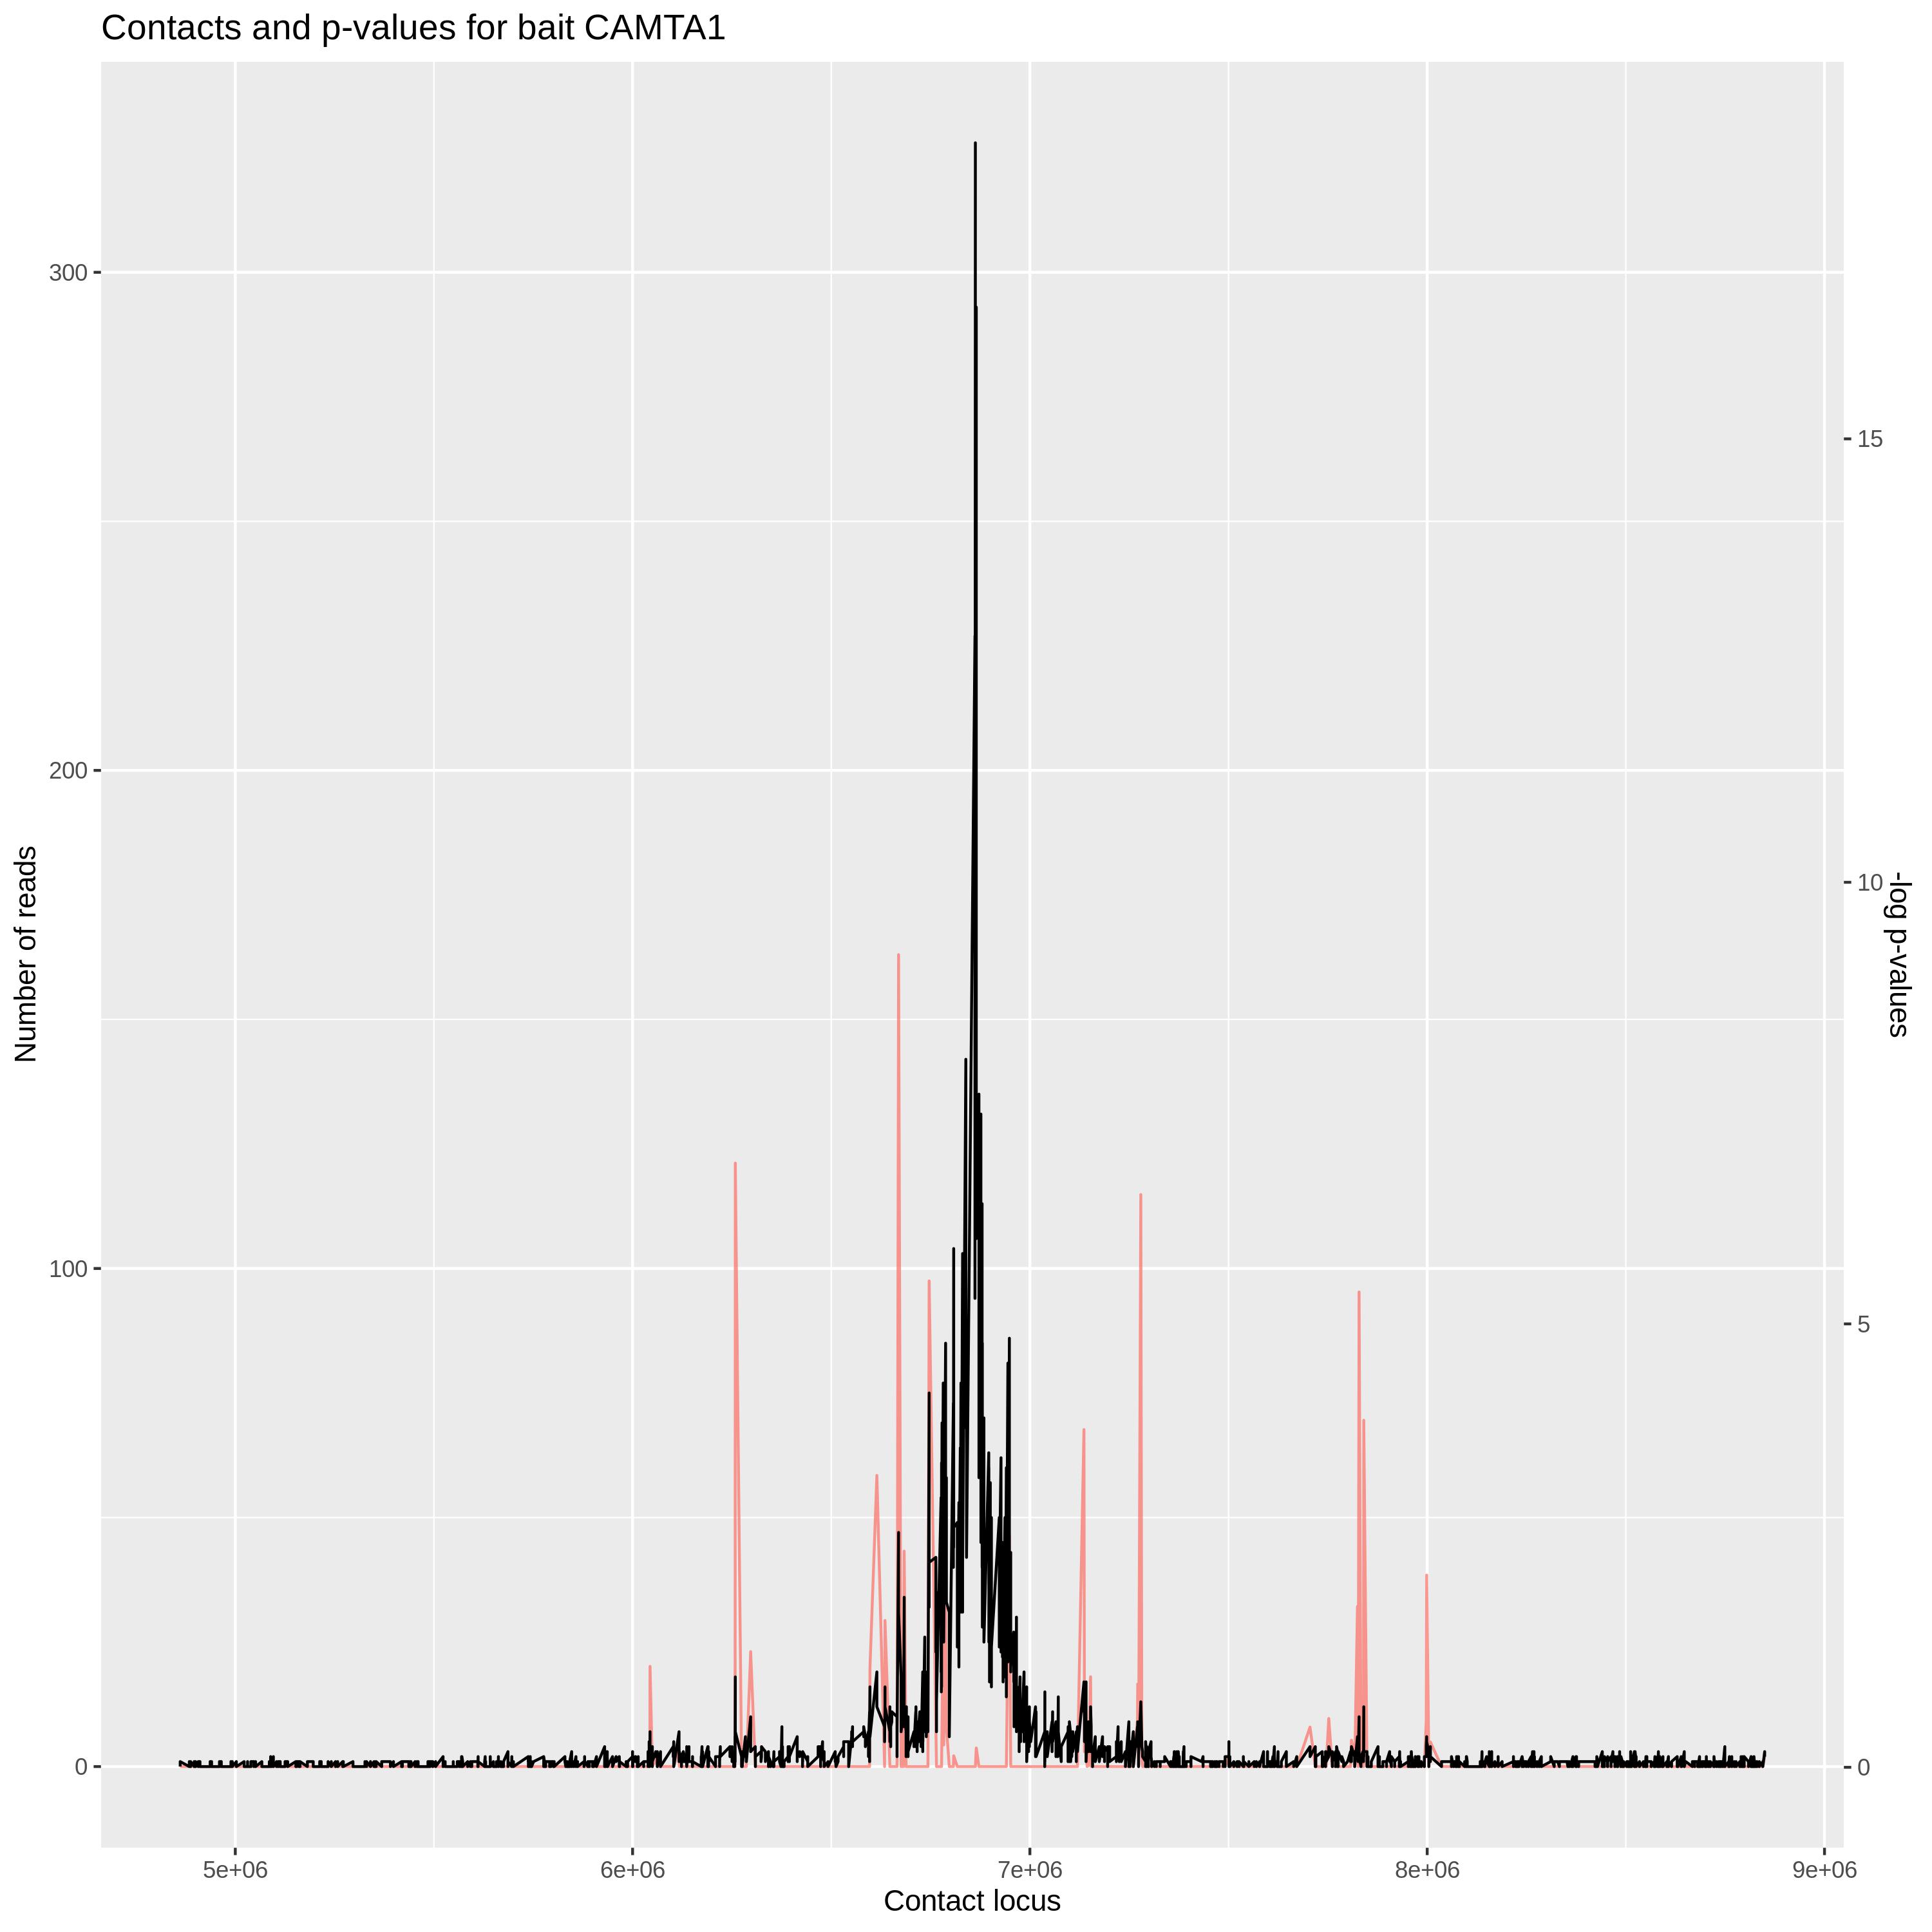 Contacts and p-values for bait CAMTA1
Number of reads
300
200
100
0
15
10
5
0
-log p-values
5e+06
6e+06
7e+06
8e+06
9e+06
Contact locus